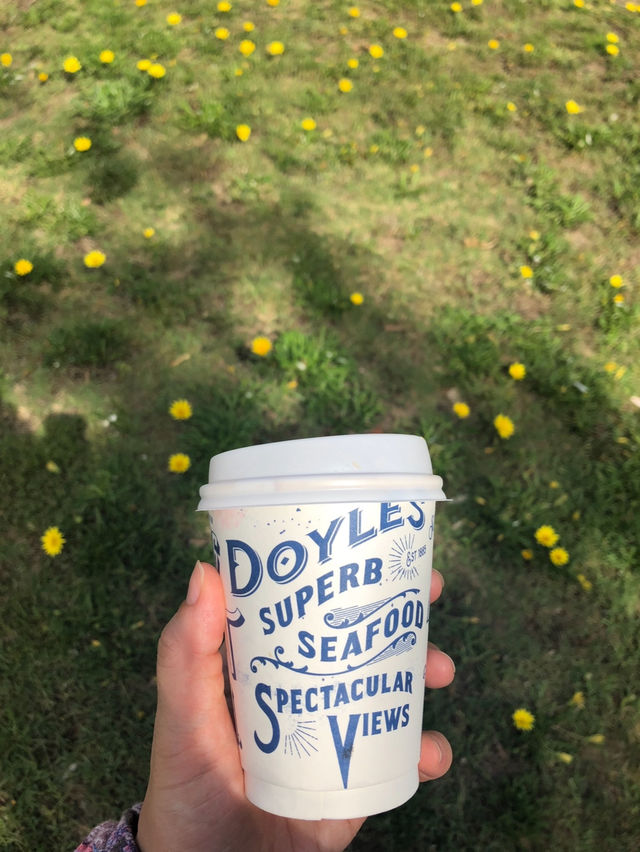 DOYLES
EST 1885
SUPERB
SEAFOOD
SPECTACULAR
VIEWS